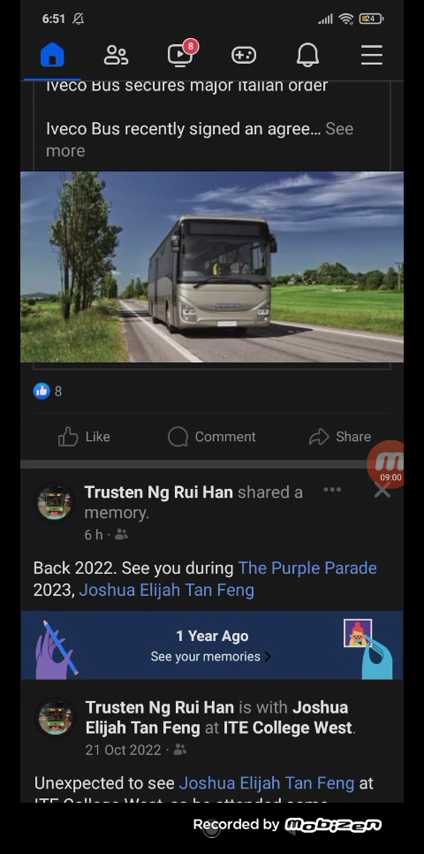 6:51
24
8
Iveco Bus secures major Italian order
Iveco Bus recently signed an agree... See
more
8
Like Comment Share
09:00
Trusten Ng Rui Han shared a
memory.
6 h ·
Back 2022. See you during The Purple Parade
2023, Joshua Elijah Tan Feng
1 Year Ago
See your memories >
Trusten Ng Rui Han is with Joshua
Elijah Tan Feng at ITE College West.
21 Oct 2022 ·
Unexpected to see Joshua Elijah Tan Feng at
ITE College West, as he attended some
Recorded by MOBIZEN